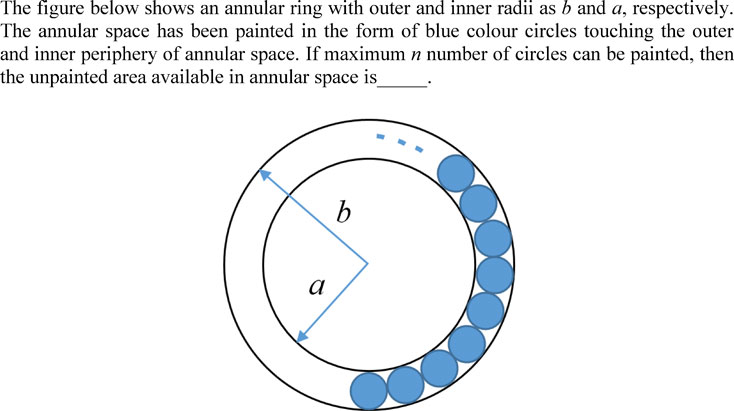 The figure below shows an annular ring with outer and inner radii as b and a, respectively.
The annular space has been painted in the form of blue colour circles touching the outer
and inner periphery of annular space. If maximum n number of circles can be painted, then
the unpainted area available in annular space is_____.
b
a